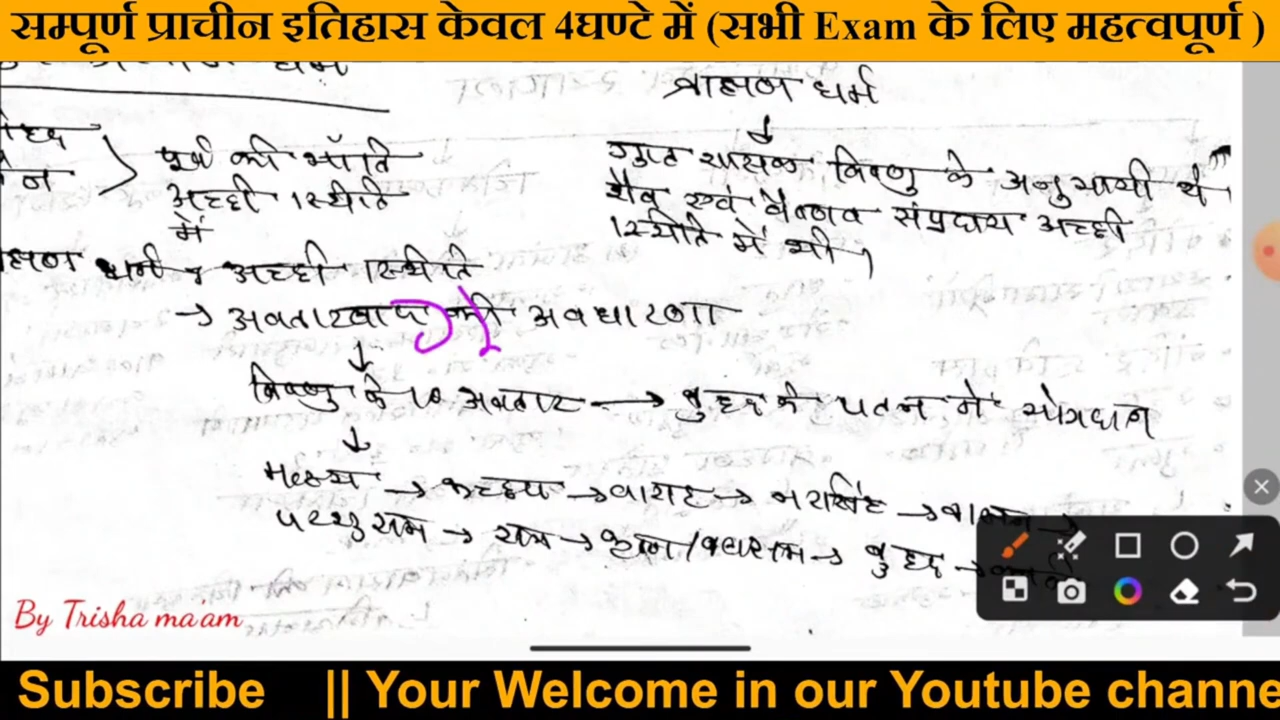 सम्पूर्ण प्राचीन इतिहास केवल 4घण्टे में (सभी Exam के लिए महत्वपूर्ण )
धर्म
ब्राह्मण धर्म
पूर्व की भाँति
अच्छी स्थिति
में
गुप्त शासक विष्णु के अनुयायी थे
शैव एवं वैष्णव संप्रदाय अच्छी
स्थिति में थी।
धर्म अच्छी स्थिति
→ अवतारवाद की अवधारणा
↓
विष्णु के 10 अवतार → बुद्ध के पतन में योगदान
↓
मत्स्य → कच्छप → वाराह → नरसिंह → वामन →
परशुराम → राम → कृष्ण/बलराम → बुद्ध →
By Trisha ma'am
Subscribe || Your Welcome in our Youtube channe